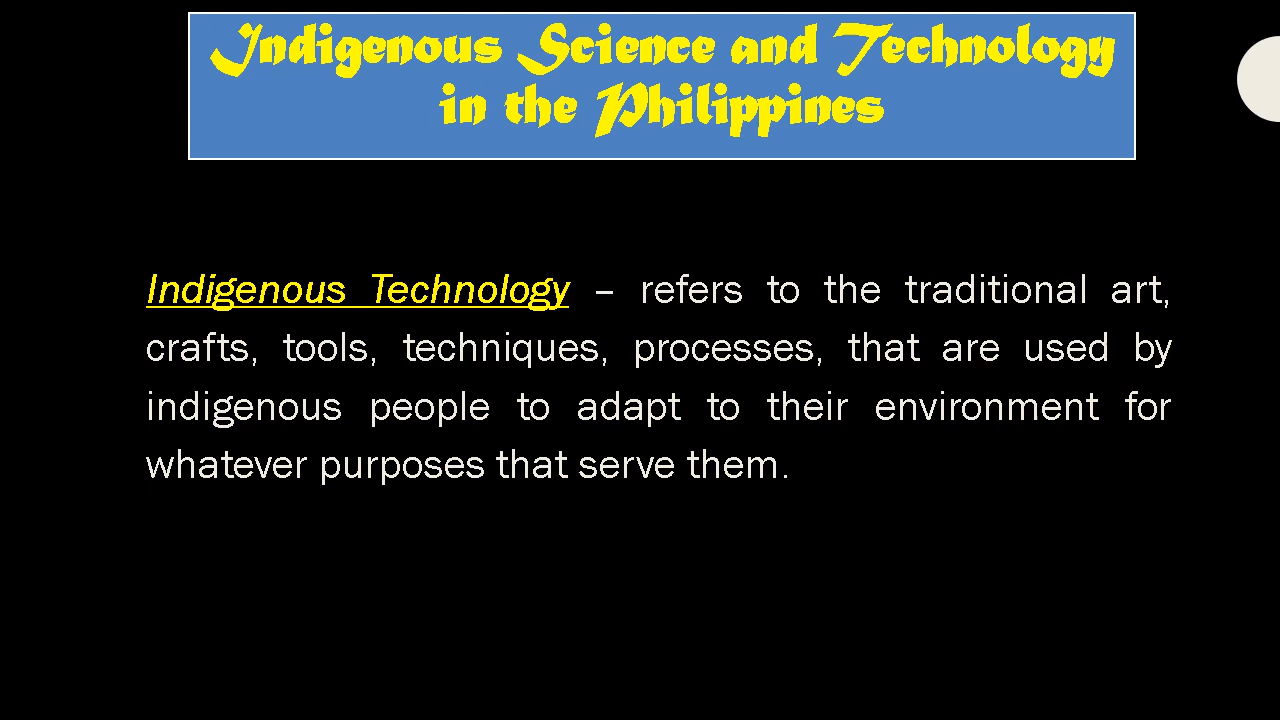 Indigenous Science and Technology
in the Philippines
Indigenous Technology – refers to the traditional art,
crafts, tools, techniques, processes, that are used by
indigenous people to adapt to their environment for
whatever purposes that serve them.